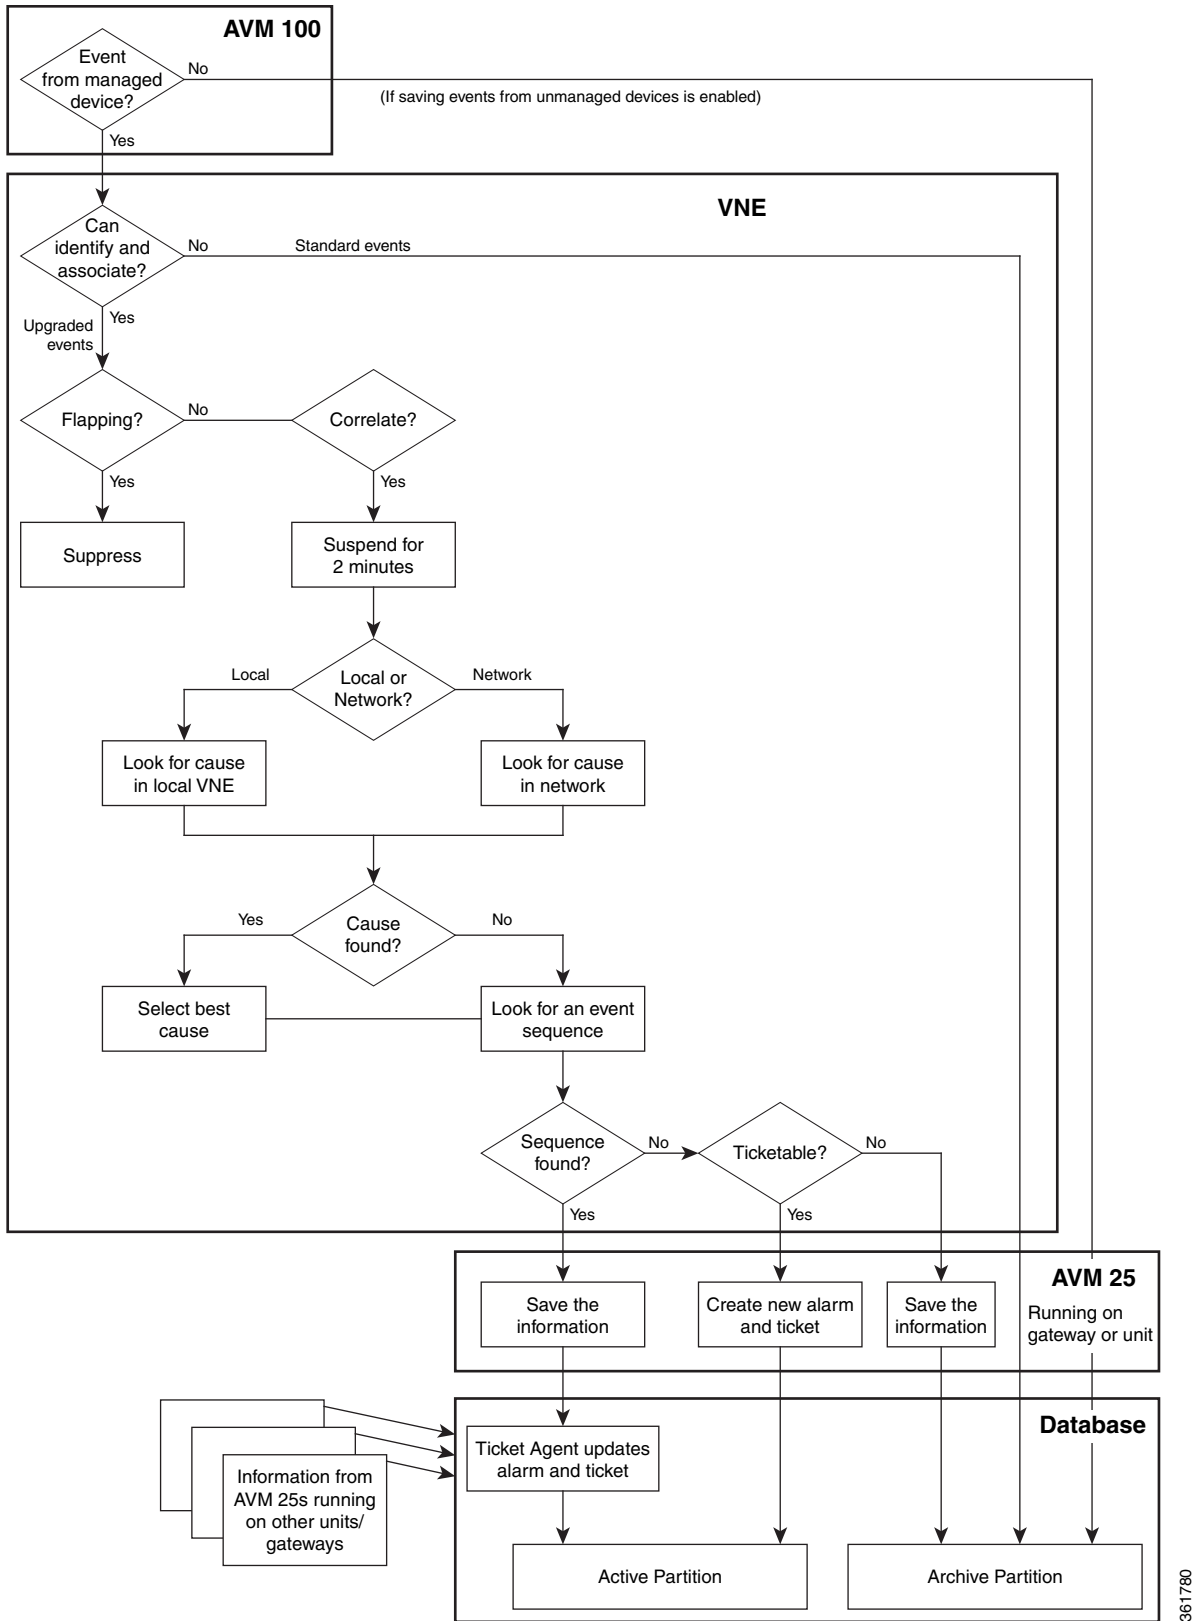 AVM 100
Event
from managed
device?
No
(If saving events from unmanaged devices is enabled)
Yes
VNE
Can
identify and
associate?
No
Standard events
Yes
Upgraded
events
Flapping?
No
Correlate?
Yes
Yes
Suppress
Suspend for
2 minutes
Local
Local or
Network?
Network
Look for cause
in local VNE
Look for cause
in network
Yes
Cause
found?
No
Select best
cause
Look for an event
sequence
Sequence
found?
No
Ticketable?
No
Yes
Yes
AVM 25
Save the
information
Create new alarm
and ticket
Save the
information
Running on
gateway or unit
Database
Ticket Agent updates
alarm and ticket
Information from
AVM 25s running
on other units/
gateways
Active Partition
Archive Partition
361780